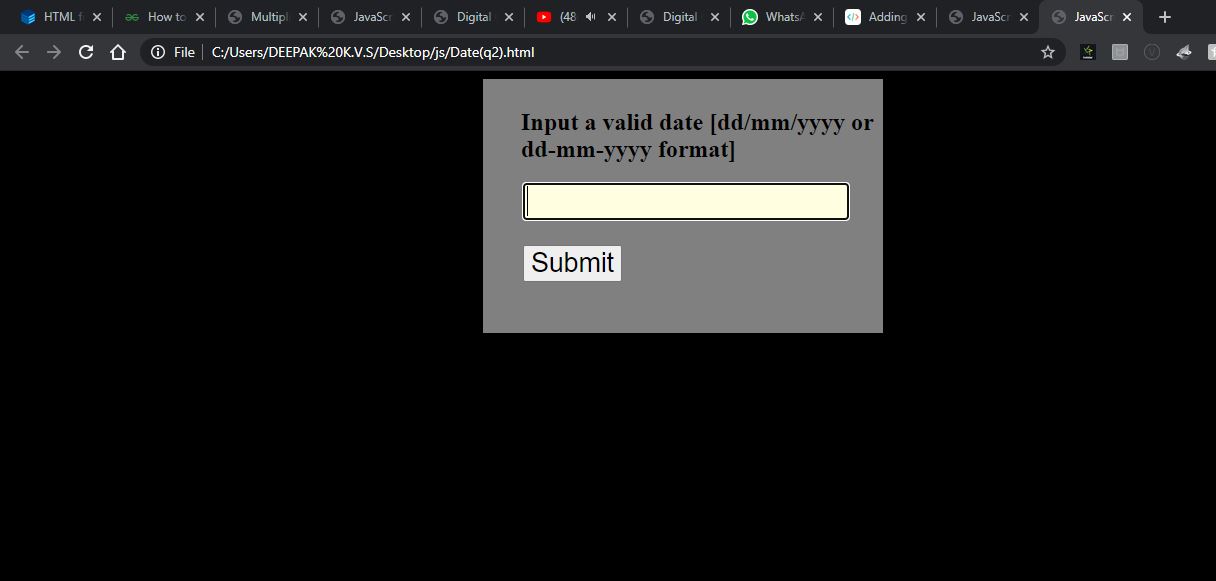 HTML f
How to
Multipl
JavaScr
Digital
(48
Digital
WhatsA
Adding
JavaScr
JavaScr
File
C:/Users/DEEPAK%20K.V.S/Desktop/js/Date(q2).html
Input a valid date [dd/mm/yyyy or
dd-mm-yyyy format]
Submit